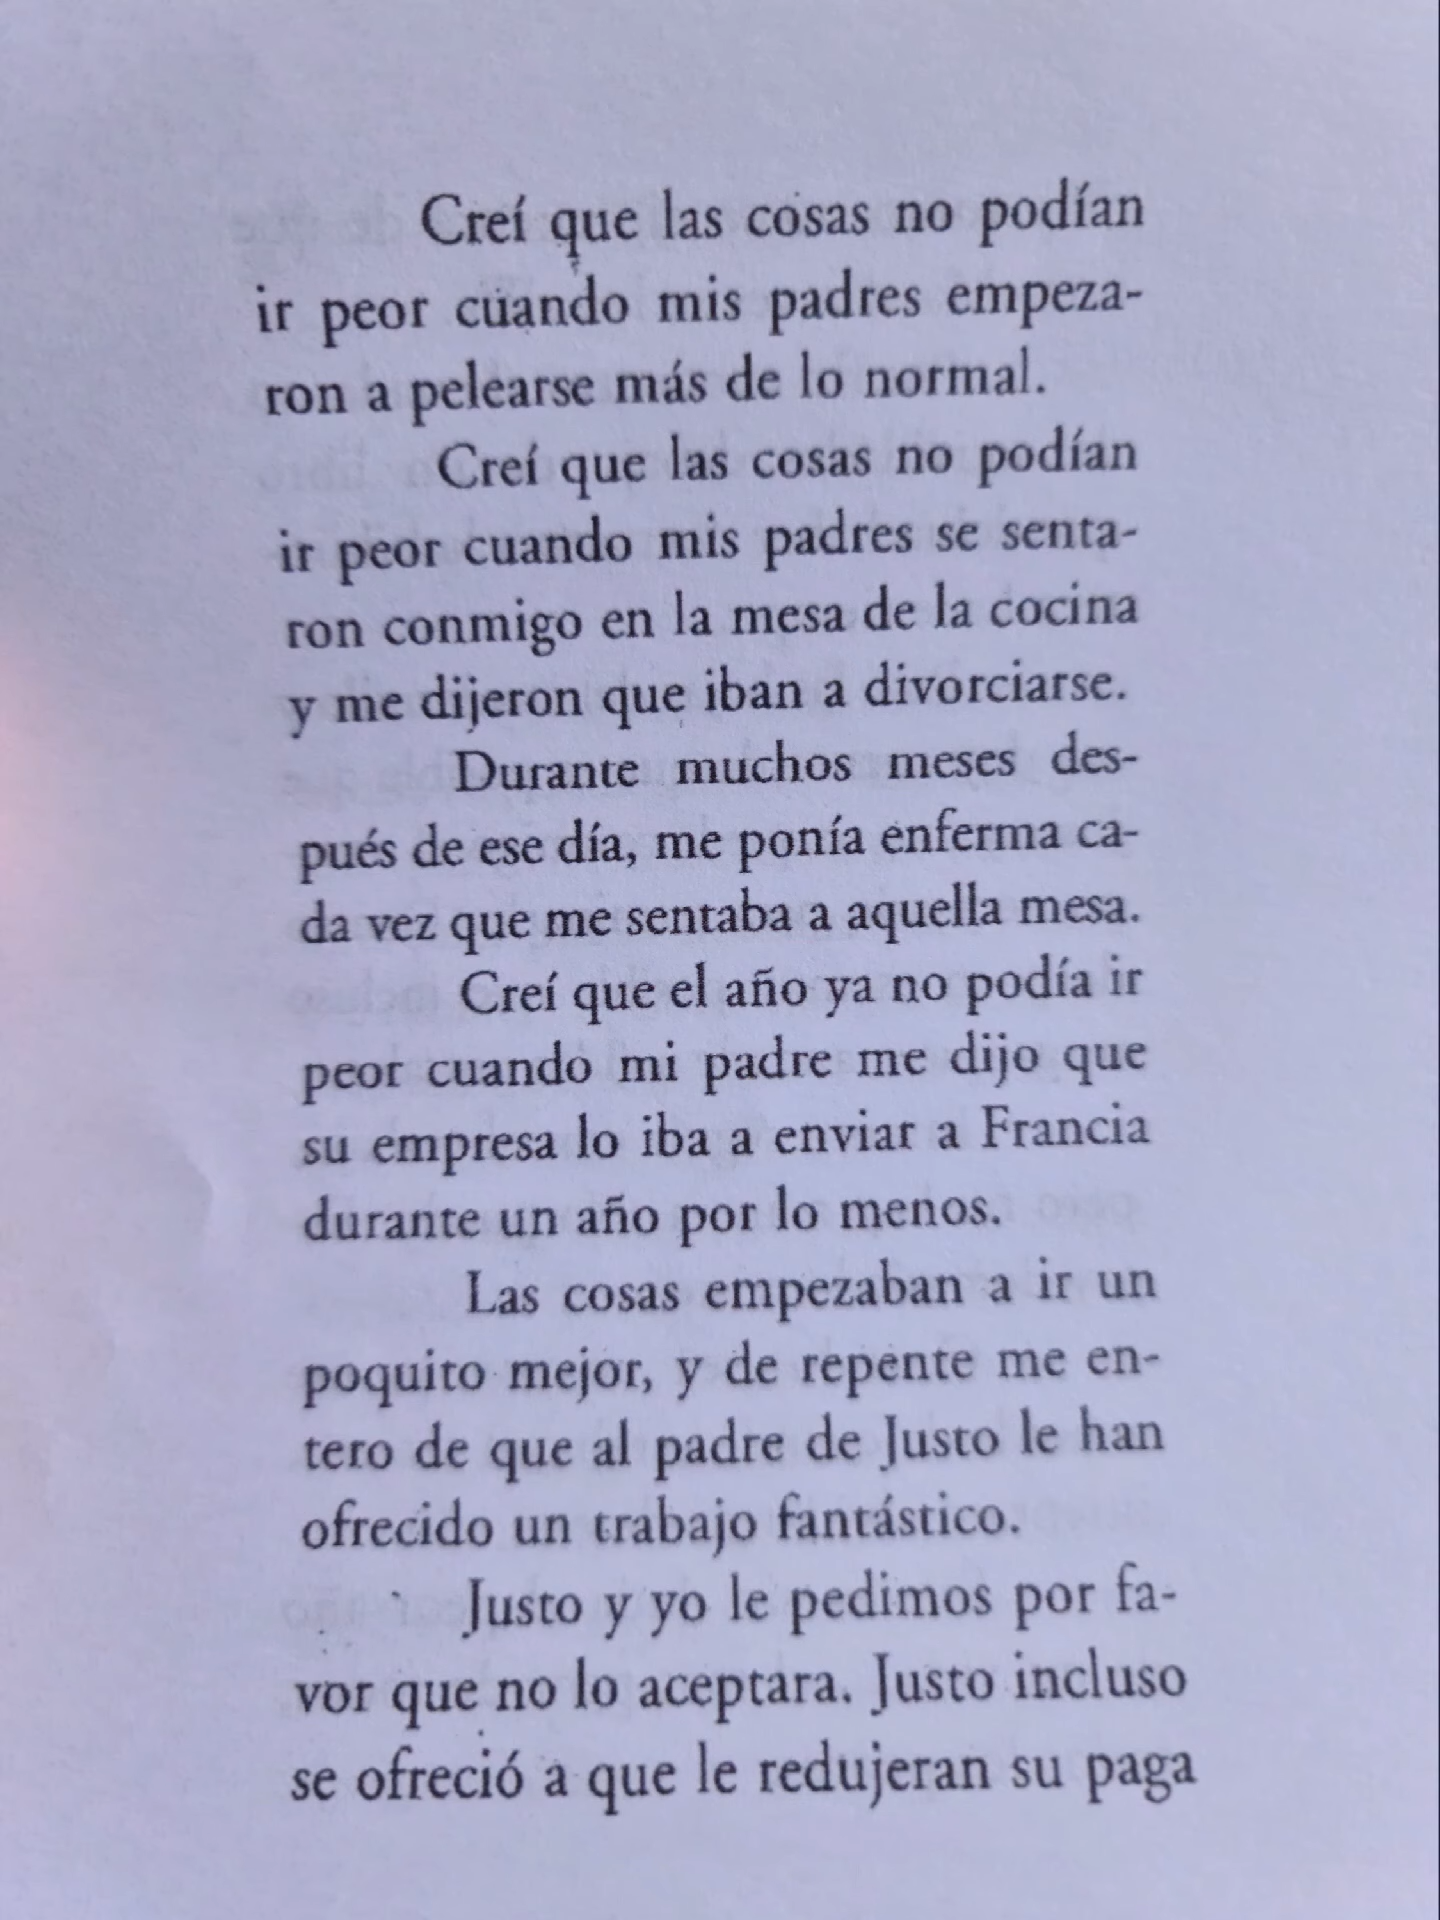 Creí que las cosas no podían
ir peor cuando mis padres empeza-
ron a pelearse más de lo normal.
Creí que las cosas no podían
ir peor cuando mis padres se senta-
ron conmigo en la mesa de la cocina
y me dijeron que iban a divorciarse.
Durante muchos meses des-
pués de ese día, me ponía enferma ca-
da vez que me sentaba a aquella mesa.
Creí que el año ya no podía ir
peor cuando mi padre me dijo que
su empresa lo iba a enviar a Francia
durante un año por lo menos.
Las cosas empezaban a ir un
poquito mejor, y de repente me en-
tero de que al padre de Justo le han
ofrecido un trabajo fantástico.
Justo y yo le pedimos por fa-
vor que no lo aceptara. Justo incluso
se ofreció a que le redujeran su paga